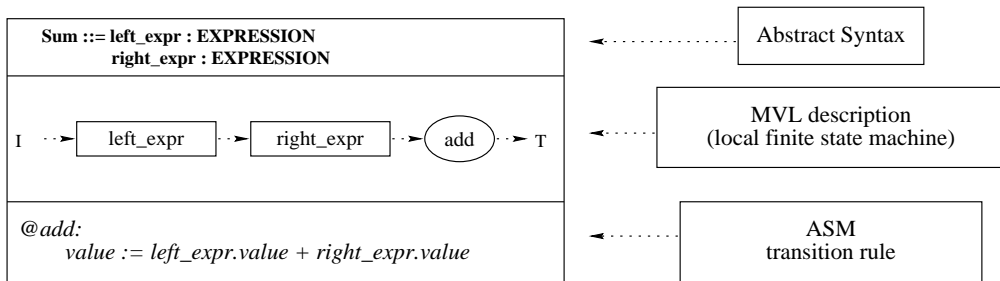 Sum ::= left_expr : EXPRESSION
right_expr : EXPRESSION
Abstract Syntax
I left_expr right_expr add T
MVL description
(local finite state machine)
@add:
value := left_expr.value + right_expr.value
ASM
transition rule